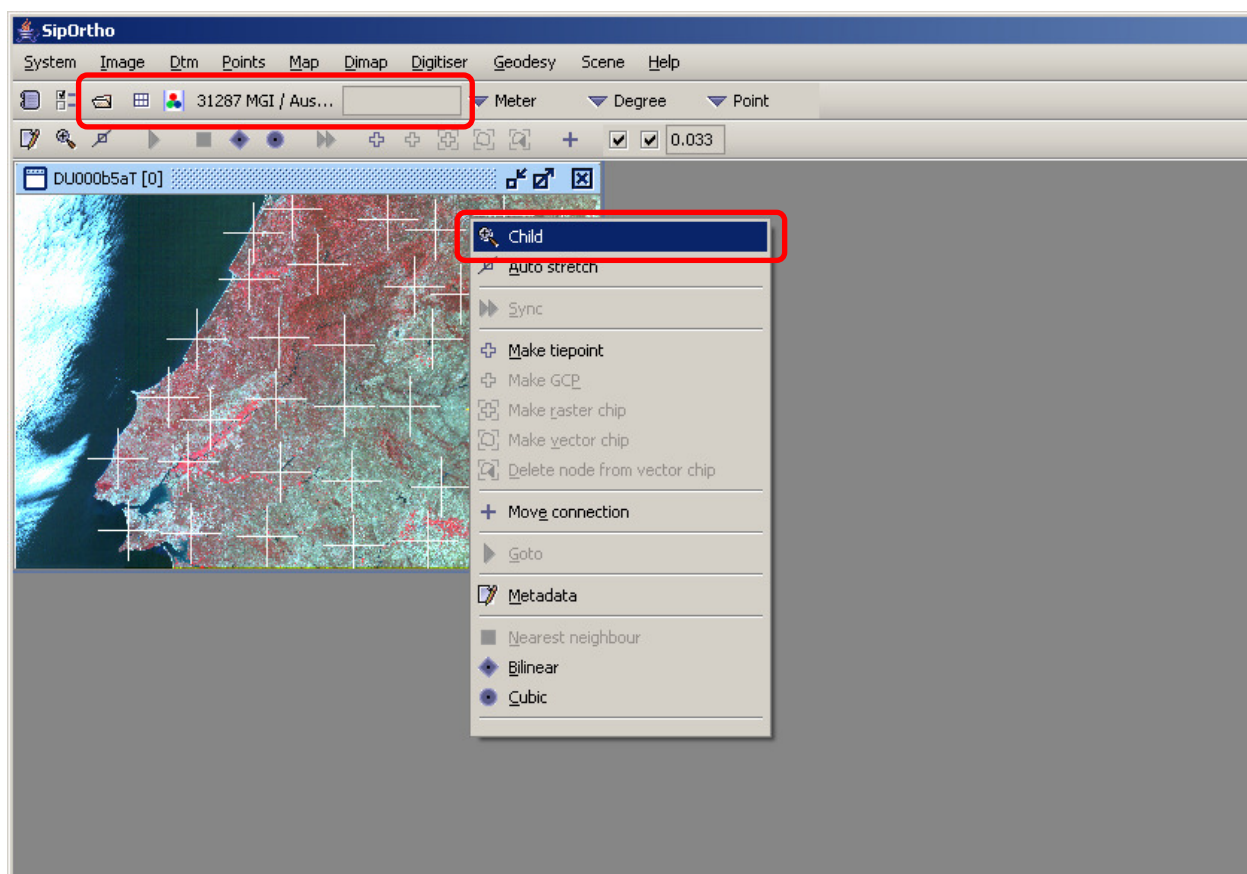 SipOrtho
System Image Dtm Points Map Dimap Digitiser Geodesy Scene Help
31287 MGI / Aus... Meter Degree Point
0.033
DU000b5aT [0]
Child
Auto stretch
Sync
Make tiepoint
Make GCP
Make raster chip
Make vector chip
Delete node from vector chip
Move connection
Goto
Metadata
Nearest neighbour
Bilinear
Cubic